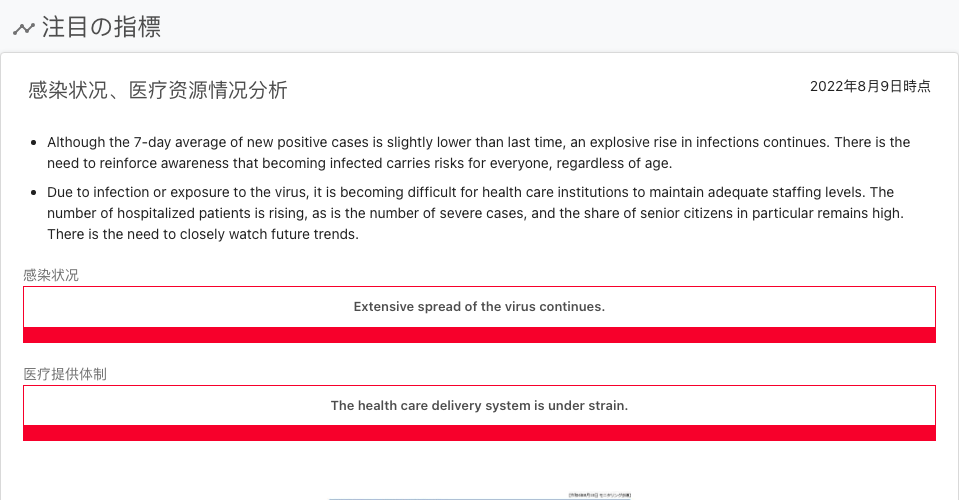 注目の指標
感染状况、医疗资源情况分析
2022年8月9日時点
Although the 7-day average of new positive cases is slightly lower than last time, an explosive rise in infections continues. There is the
need to reinforce awareness that becoming infected carries risks for everyone, regardless of age.
Due to infection or exposure to the virus, it is becoming difficult for health care institutions to maintain adequate staffing levels. The
number of hospitalized patients is rising, as is the number of severe cases, and the share of senior citizens in particular remains high.
There is the need to closely watch future trends.
感染状况
Extensive spread of the virus continues.
医疗提供体制
The health care delivery system is under strain.